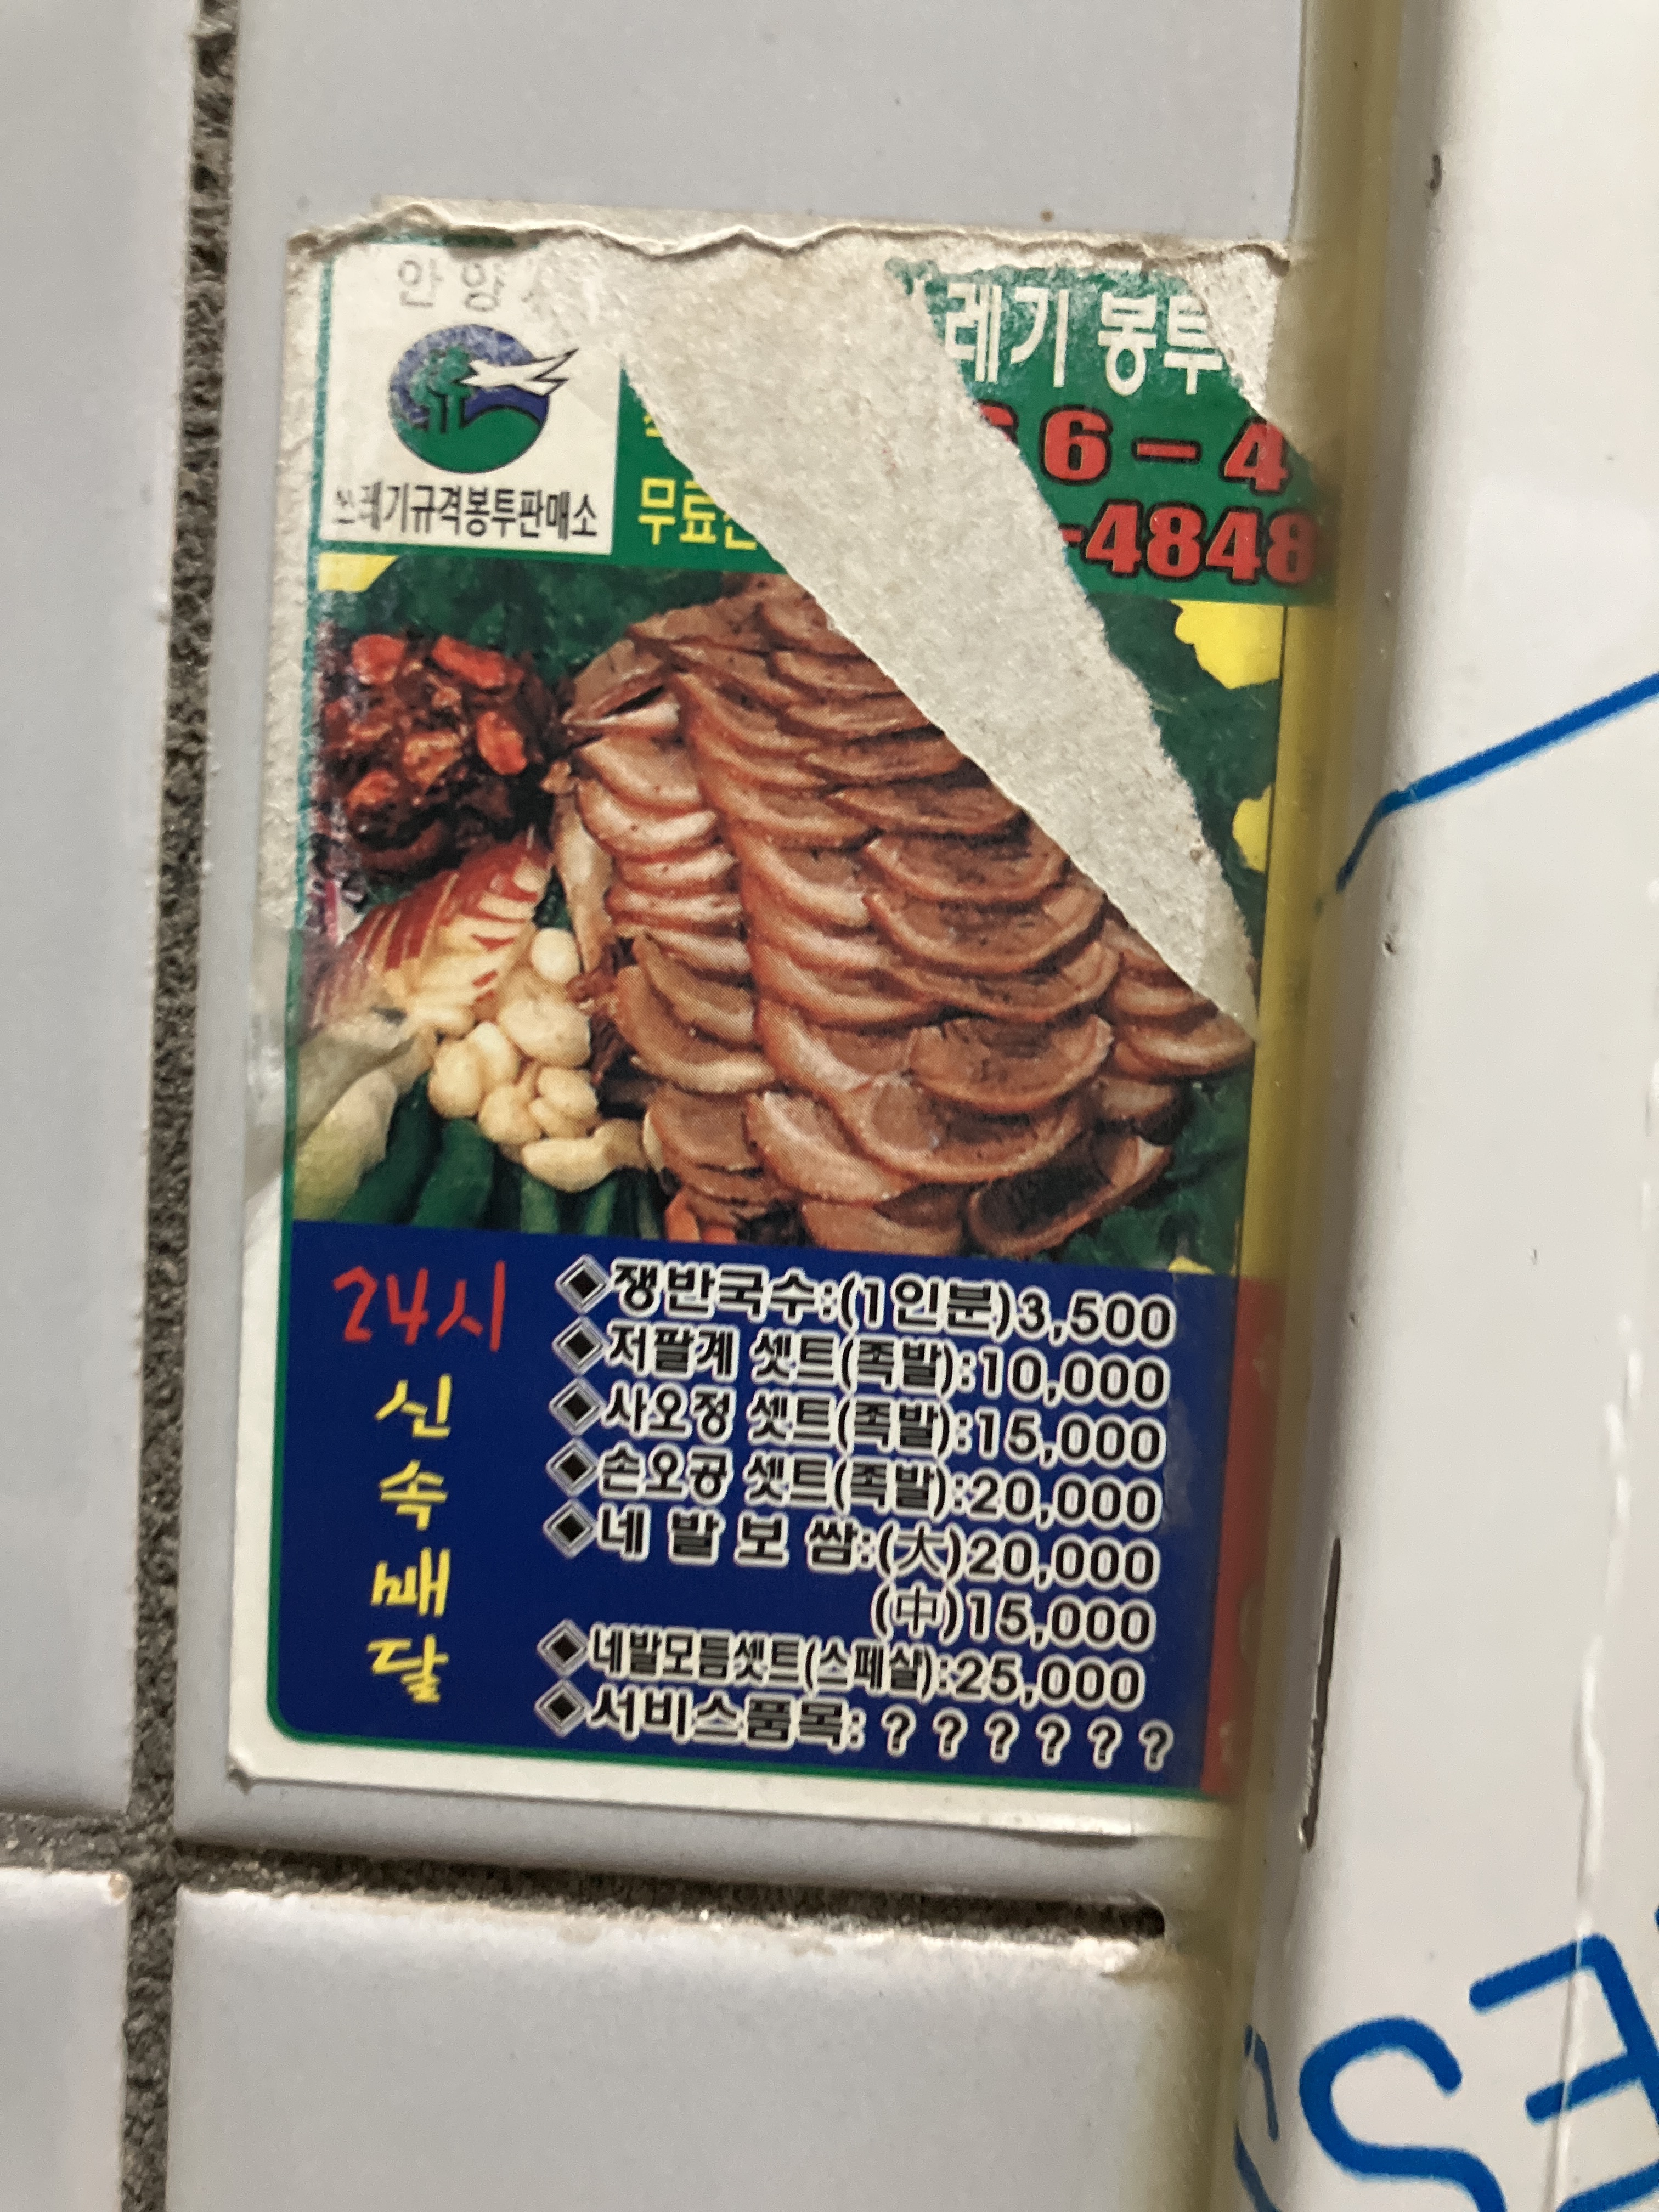 안양
레기 봉투
6-4
무료
-4848
쓰레기규격봉투판매소
24시
신
속
배
달
◈쟁반국수:(1인분)3,500
◈저팔계 셋트(족발):10,000
◈사오정 셋트(족발):15,000
◈손오공 셋트(족발):20,000
◈네 발 보 쌈:(大)20,000
(中)15,000
◈네발모듬셋트(스페샬):25,000
◈서비스품목: ? ? ? ? ? ?